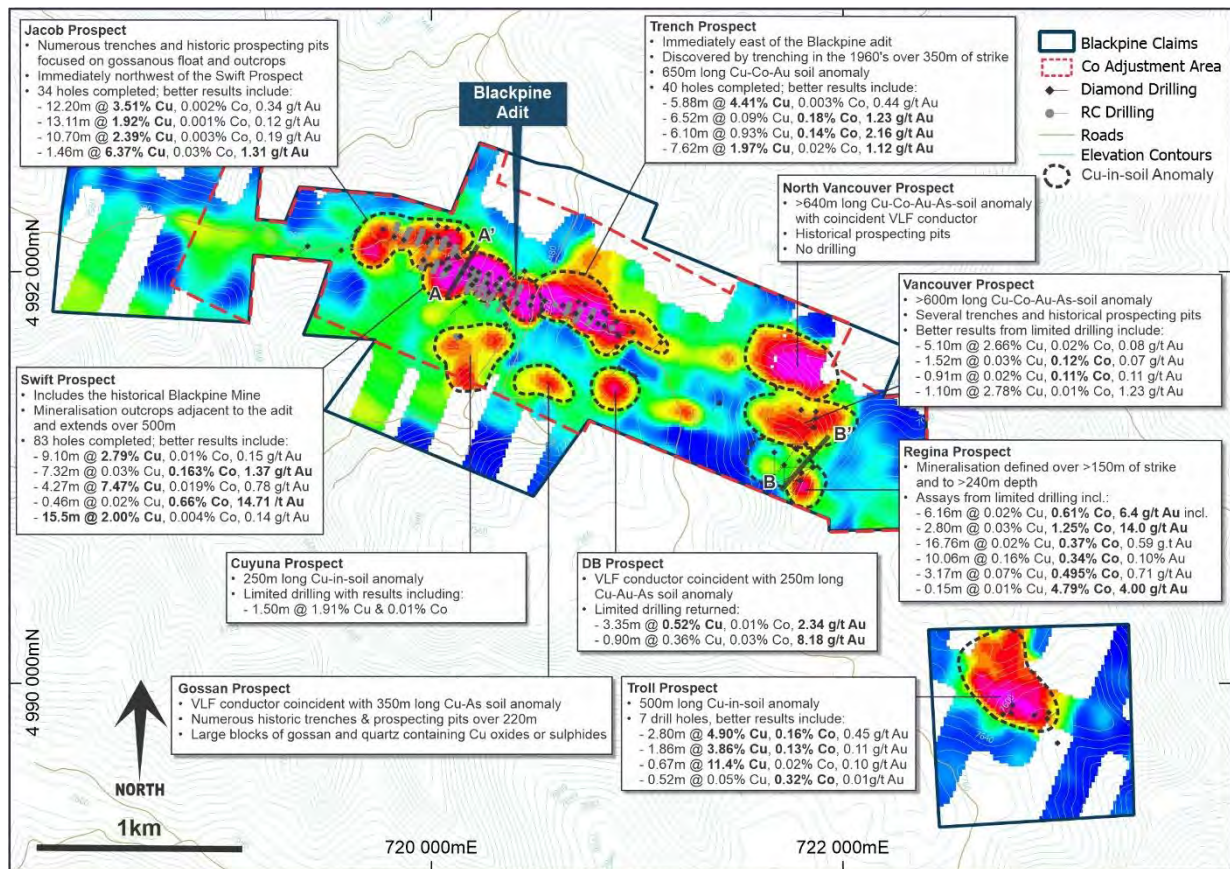 Jacob Prospect
• Numerous trenches and historic prospecting pits
focused on gossanous float and outcrops
• Immediately northwest of the Swift Prospect
• 34 holes completed; better results include:
- 12.20m @ 3.51% Cu, 0.002% Co, 0.34 g/t Au
- 13.11m @ 1.92% Cu, 0.001% Co, 0.12 g/t Au
- 10.70m @ 2.39% Cu, 0.003% Co, 0.19 g/t Au
- 1.46m @ 6.37% Cu, 0.03% Co, 1.31 g/t Au
Blackpine
Adit
Trench Prospect
• Immediately east of the Blackpine adit
• Discovered by trenching in the 1960's over 350m of strike
• 650m long Cu-Co-Au soil anomaly
• 40 holes completed; better results include:
- 5.88m @ 4.41% Cu, 0.003% Co, 0.44 g/t Au
- 6.52m @ 0.09% Cu, 0.18% Co, 1.23 g/t Au
- 6.10m @ 0.93% Cu, 0.14% Co, 2.16 g/t Au
- 7.62m @ 1.97% Cu, 0.02% Co, 1.12 g/t Au
Blackpine Claims
Co Adjustment Area
Diamond Drilling
RC Drilling
Roads
Elevation Contours
Cu-in-soil Anomaly
North Vancouver Prospect
• >640m long Cu-Co-Au-As-soil anomaly
with coincident VLF conductor
• Historical prospecting pits
• No drilling
Vancouver Prospect
• >600m long Cu-Co-Au-As-soil anomaly
• Several trenches and historical prospecting pits
• Better results from limited drilling include:
- 5.10m @ 2.66% Cu, 0.02% Co, 0.08 g/t Au
- 1.52m @ 0.03% Cu, 0.12% Co, 0.07 g/t Au
- 0.91m @ 0.02% Cu, 0.11% Co, 0.11 g/t Au
- 1.10m @ 2.78% Cu, 0.01% Co, 1.23 g/t Au
4 992 000mN
A'
A
B'
B
Swift Prospect
• Includes the historical Blackpine Mine
• Mineralisation outcrops adjacent to the adit
and extends over 500m
• 83 holes completed; better results include:
- 9.10m @ 2.79% Cu, 0.01% Co, 0.15 g/t Au
- 7.32m @ 0.03% Cu, 0.163% Co, 1.37 g/t Au
- 4.27m @ 7.47% Cu, 0.019% Co, 0.78 g/t Au
- 0.46m @ 0.02% Cu, 0.66% Co, 14.71 /t Au
- 15.5m @ 2.00% Cu, 0.004% Co, 0.14 g/t Au
Regina Prospect
• Mineralisation defined over >150m of strike
and to >240m depth
• Assays from limited drilling incl.:
- 6.16m @ 0.02% Cu, 0.61% Co, 6.4 g/t Au incl.
- 2.80m @ 0.03% Cu, 1.25% Co, 14.0 g/t Au
- 16.76m @ 0.02% Cu, 0.37% Co, 0.59 g.t Au
- 10.06m @ 0.16% Cu, 0.34% Co, 0.10% Au
- 3.17m @ 0.07% Cu, 0.495% Co, 0.71 g/t Au
- 0.15m @ 0.01% Cu, 4.79% Co, 4.00 g/t Au
Cuyuna Prospect
• 250m long Cu-in-soil anomaly
• Limited drilling with results including:
- 1.50m @ 1.91% Cu & 0.01% Co
DB Prospect
• VLF conductor coincident with 250m long
Cu-Au-As soil anomaly
• Limited drilling returned:
- 3.35m @ 0.52% Cu, 0.01% Co, 2.34 g/t Au
- 0.90m @ 0.36% Cu, 0.03% Co, 8.18 g/t Au
Gossan Prospect
• VLF conductor coincident with 350m long Cu-As soil anomaly
• Numerous historic trenches & prospecting pits over 220m
• Large blocks of gossan and quartz containing Cu oxides or sulphides
Troll Prospect
• 500m long Cu-in-soil anomaly
• 7 drill holes, better results include:
- 2.80m @ 4.90% Cu, 0.16% Co, 0.45 g/t Au
- 1.86m @ 3.86% Cu, 0.13% Co, 0.11 g/t Au
- 0.67m @ 11.4% Cu, 0.02% Co, 0.10 g/t Au
- 0.52m @ 0.05% Cu, 0.32% Co, 0.01g/t Au
4 990 000mN
NORTH
1km
720 000mE
722 000mE